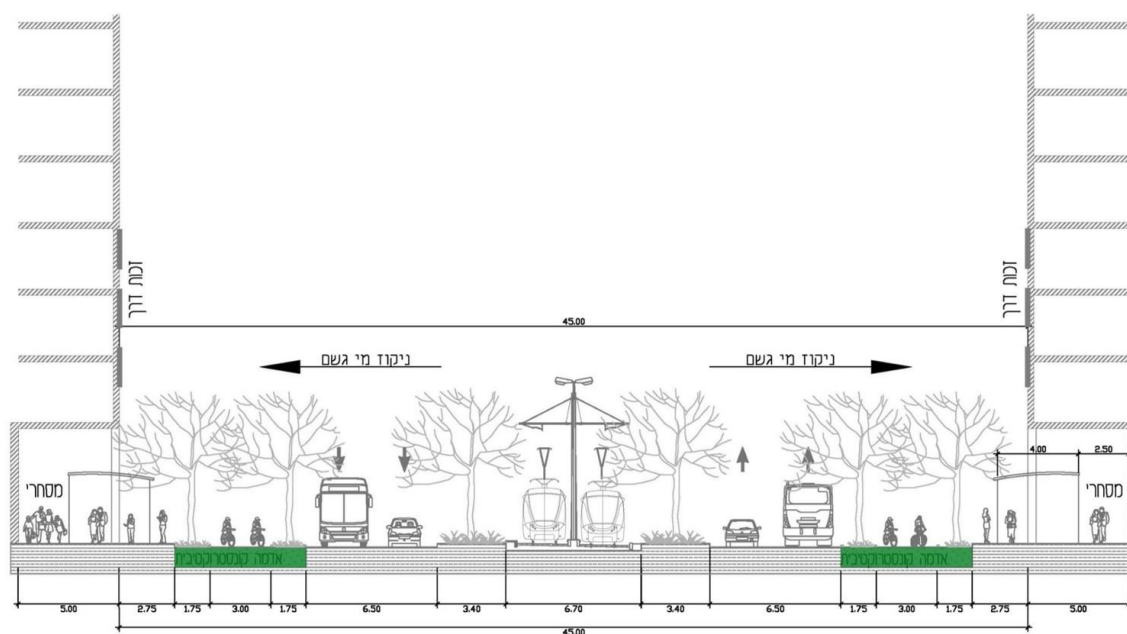 זכות דרך
זכות דרך
45.00
ניקוז מי גשם
ניקוז מי גשם
4.00
2.50
מסחרי
מסחרי
אדמה קונסטרוקטיבית
אדמה קונסטרוקטיבית
5.00 2.75 1.75 3.00 1.75 6.50 3.40 6.70 3.40 6.50 1.75 3.00 1.75 2.75 5.00
45.00